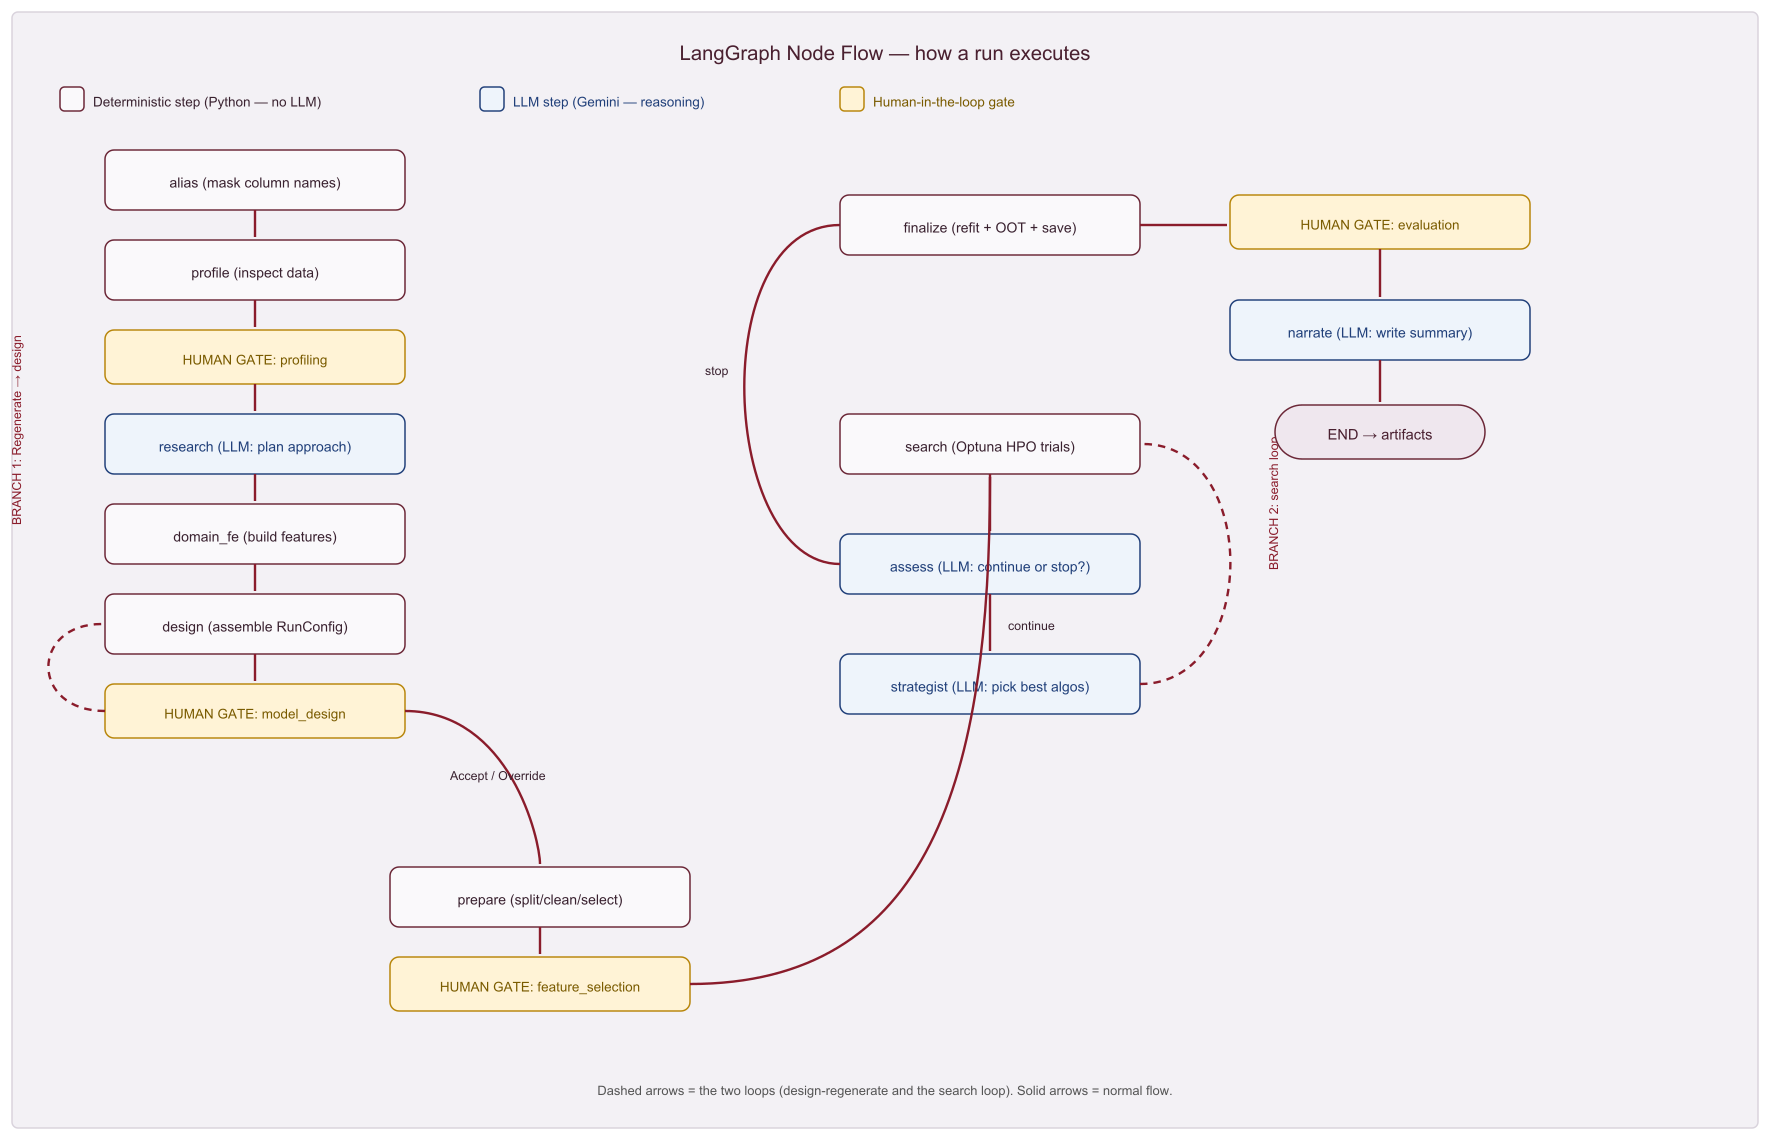 LangGraph Node Flow — how a run executes
Deterministic step (Python — no LLM)
LLM step (Gemini — reasoning)
Human-in-the-loop gate
alias (mask column names)
profile (inspect data)
HUMAN GATE: profiling
research (LLM: plan approach)
domain_fe (build features)
design (assemble RunConfig)
HUMAN GATE: model_design
BRANCH 1: Regenerate → design
Accept / Override
prepare (split/clean/select)
HUMAN GATE: feature_selection
finalize (refit + OOT + save)
stop
search (Optuna HPO trials)
assess (LLM: continue or stop?)
continue
strategist (LLM: pick best algos)
BRANCH 2: search loop
HUMAN GATE: evaluation
narrate (LLM: write summary)
END → artifacts
Dashed arrows = the two loops (design-regenerate and the search loop). Solid arrows = normal flow.